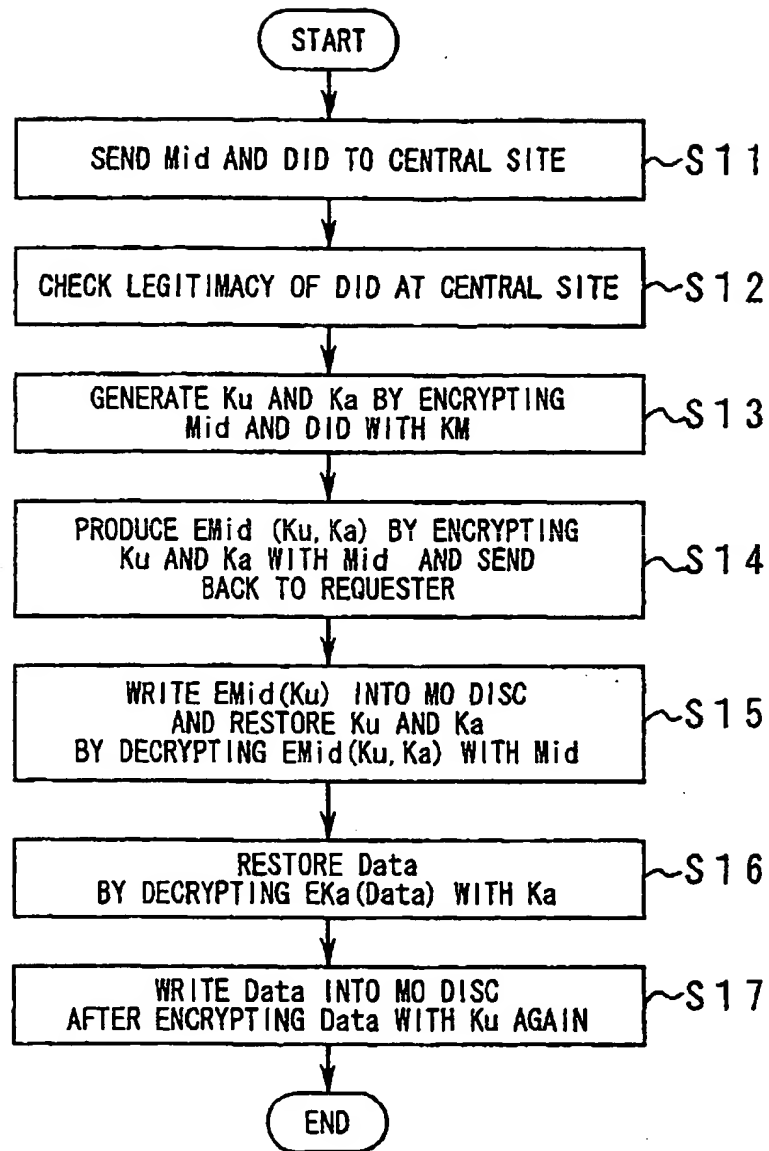 START
SEND Mid AND DID TO CENTRAL SITE
S11
CHECK LEGITIMACY OF DID AT CENTRAL SITE
S12
GENERATE Ku AND Ka BY ENCRYPTING
Mid AND DID WITH KM
S13
PRODUCE EMid (Ku, Ka) BY ENCRYPTING
Ku AND Ka WITH Mid AND SEND
BACK TO REQUESTER
S14
WRITE EMid(Ku) INTO MO DISC
AND RESTORE Ku AND Ka
BY DECRYPTING EMid(Ku, Ka) WITH Mid
S15
RESTORE Data
BY DECRYPTING EKa(Data) WITH Ka
S16
WRITE Data INTO MO DISC
AFTER ENCRYPTING Data WITH Ku AGAIN
S17
END